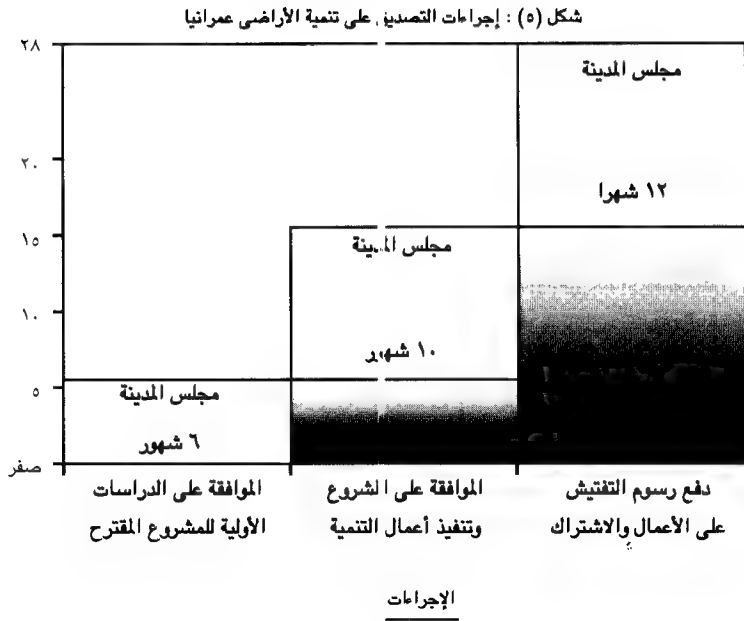 شكل (٥) : إجراءات التصديق على تنمية الأراضى عمرانيا
٢٨
٢٠
١٥
١٠
٥
صفر
مجلس المدينة
١٢ شهرا
مجلس المدينة
١٠ شهور
مجلس المدينة
٦ شهور
دفع رسوم التفتيش
على الأعمال والاشتراك
الموافقة على الشروع
وتنفيذ أعمال التنمية
الموافقة على الدراسات
الأولية للمشروع المقترح
الإجراءات